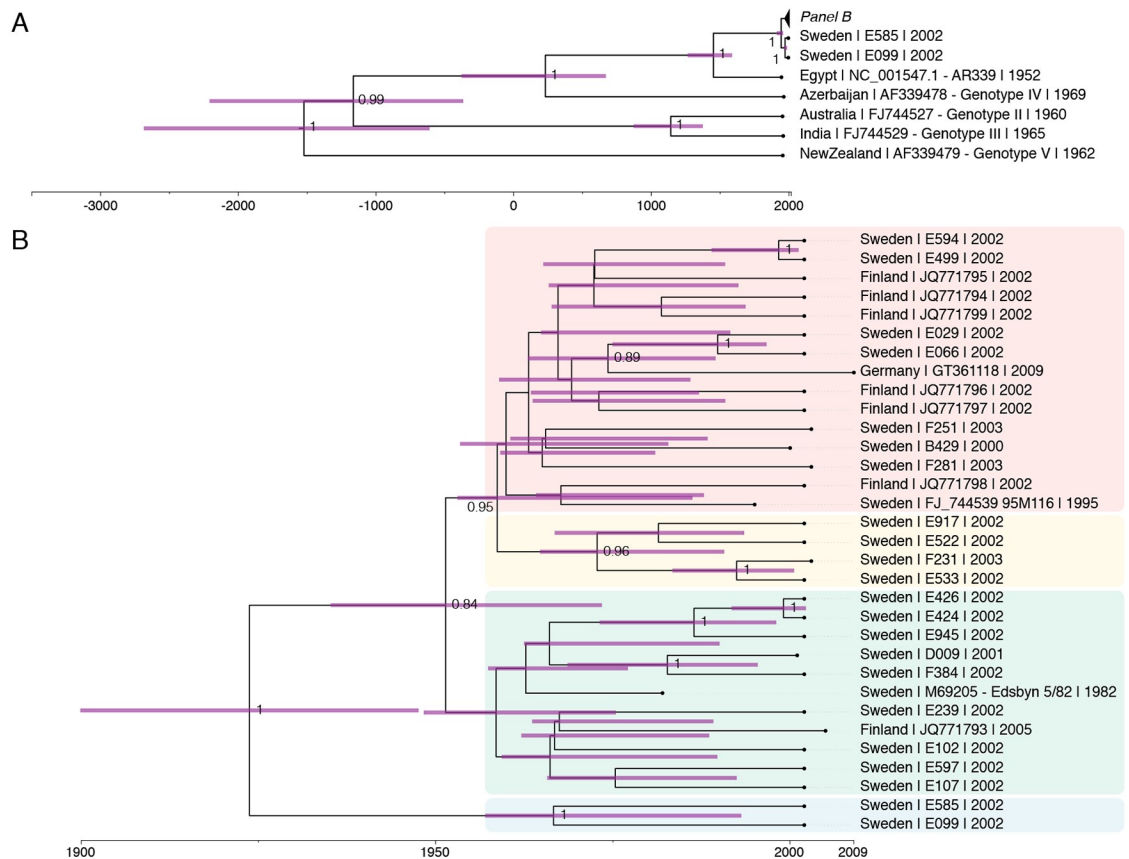 A
Panel B
Sweden | E585 | 2002
1
Sweden | E099 | 2002
1
1
Egypt | NC_001547.1 - AR339 | 1952
1
Azerbaijan | AF339478 - Genotype IV | 1969
0.99
Australia | FJ744527 - Genotype II | 1960
1
1
India | FJ744529 - Genotype III | 1965
NewZealand | AF339479 - Genotype V | 1962
-3000 -2000 -1000 0 1000 2000
B
Sweden | E594 | 2002
1
Sweden | E499 | 2002
Finland | JQ771795 | 2002
Finland | JQ771794 | 2002
Finland | JQ771799 | 2002
Sweden | E029 | 2002
1
Sweden | E066 | 2002
0.89
Germany | GT361118 | 2009
Finland | JQ771796 | 2002
Finland | JQ771797 | 2002
Sweden | F251 | 2003
Sweden | B429 | 2000
Sweden | F281 | 2003
Finland | JQ771798 | 2002
Sweden | FJ_744539 95M116 | 1995
0.95
Sweden | E917 | 2002
Sweden | E522 | 2002
0.96
Sweden | F231 | 2003
1
Sweden | E533 | 2002
Sweden | E426 | 2002
0.84
1
Sweden | E424 | 2002
1
Sweden | E945 | 2002
Sweden | D009 | 2001
1
Sweden | F384 | 2002
Sweden | M69205 - Edsbyn 5/82 | 1982
Sweden | E239 | 2002
1
Finland | JQ771793 | 2005
Sweden | E102 | 2002
Sweden | E597 | 2002
Sweden | E107 | 2002
Sweden | E585 | 2002
1
Sweden | E099 | 2002
1900 1950 2000 2009